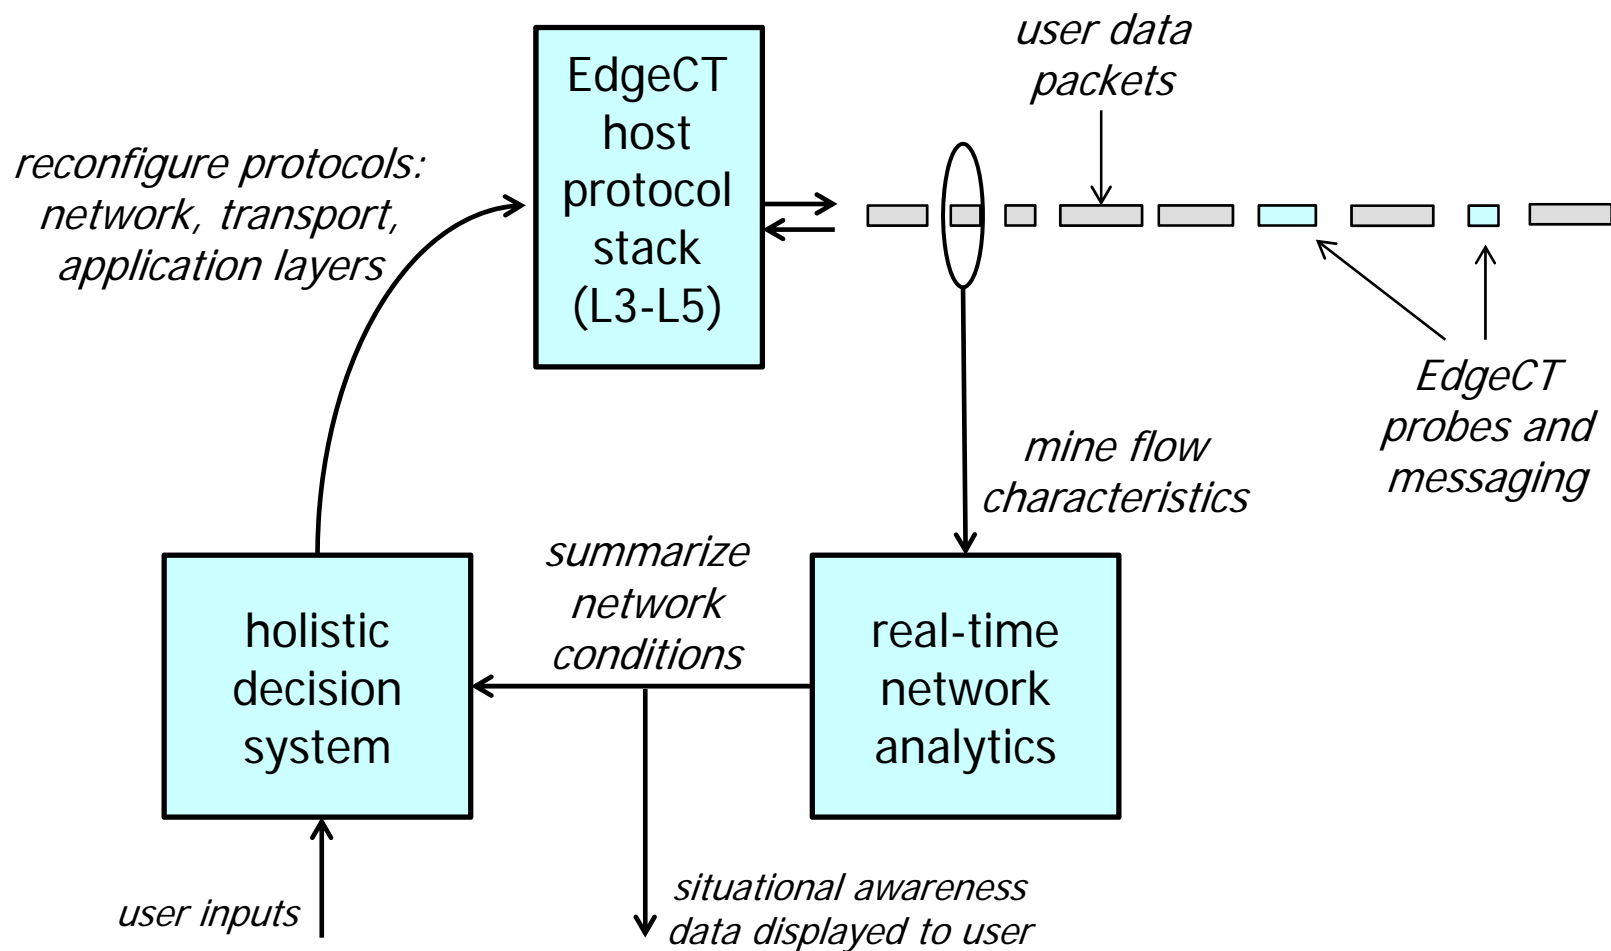 EdgeCT
host
protocol
stack
(L3-L5)
user data
packets
reconfigure protocols:
network, transport,
application layers
EdgeCT
probes and
messaging
mine flow
characteristics
summarize
network
conditions
holistic
decision
system
real-time
network
analytics
user inputs
situational awareness
data displayed to user